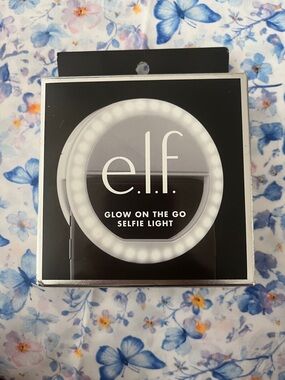 e.l.f.
GLOW ON THE GO
SELFIE LIGHT